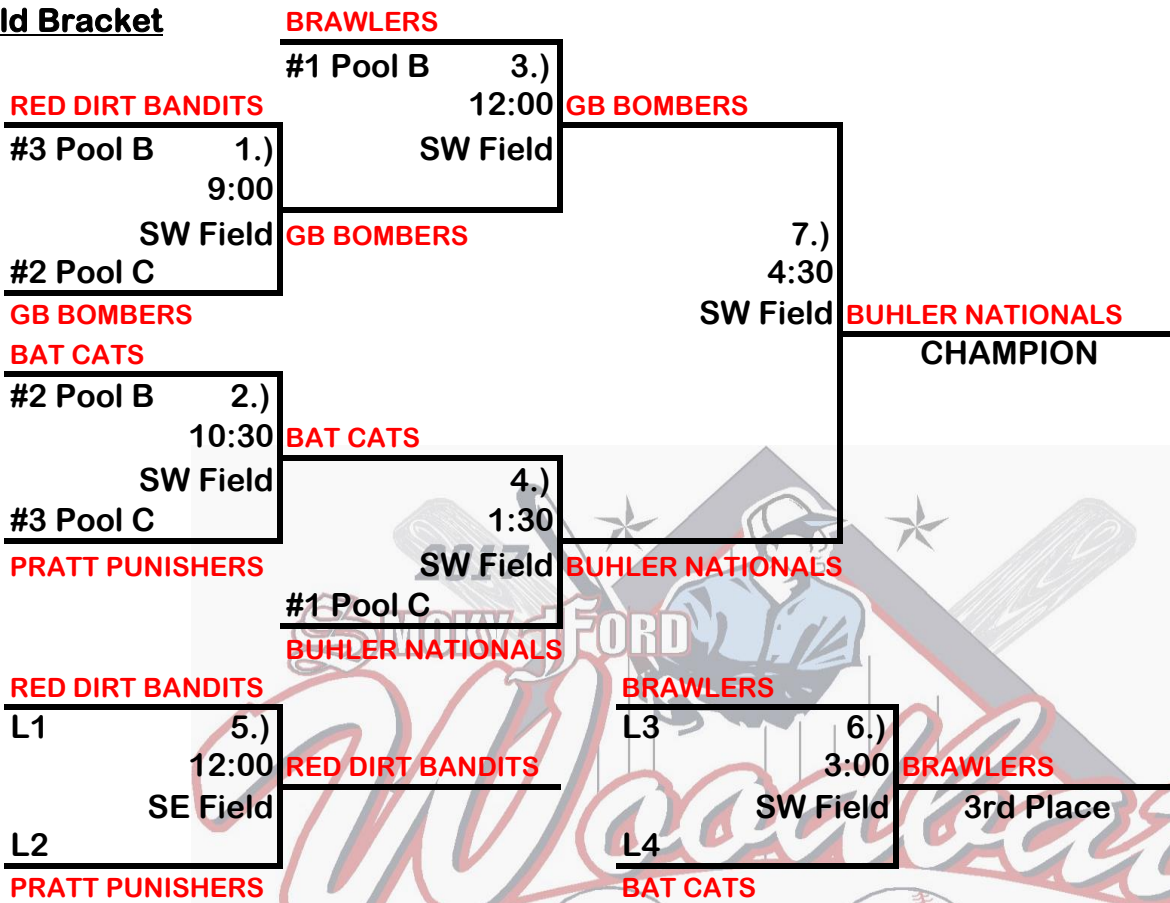 ld Bracket
BRAWLERS
#1 Pool B 3.)
RED DIRT BANDITS
12:00 GB BOMBERS
#3 Pool B 1.)
SW Field
9:00
SW Field GB BOMBERS
7.)
#2 Pool C
4:30
GB BOMBERS
SW Field BUHLER NATIONALS
BAT CATS
CHAMPION
#2 Pool B 2.)
10:30 BAT CATS
SW Field
4.)
#3 Pool C
1:30
PRATT PUNISHERS
2017
SW Field BUHLER NATIONALS
#1 Pool C
SMOKY FORD
BUHLER NATIONALS
RED DIRT BANDITS
BRAWLERS
L1 5.)
L3 6.)
12:00 RED DIRT BANDITS
3:00 BRAWLERS
SE Field
SW Field 3rd Place
L2
L4
PRATT PUNISHERS
BAT CATS